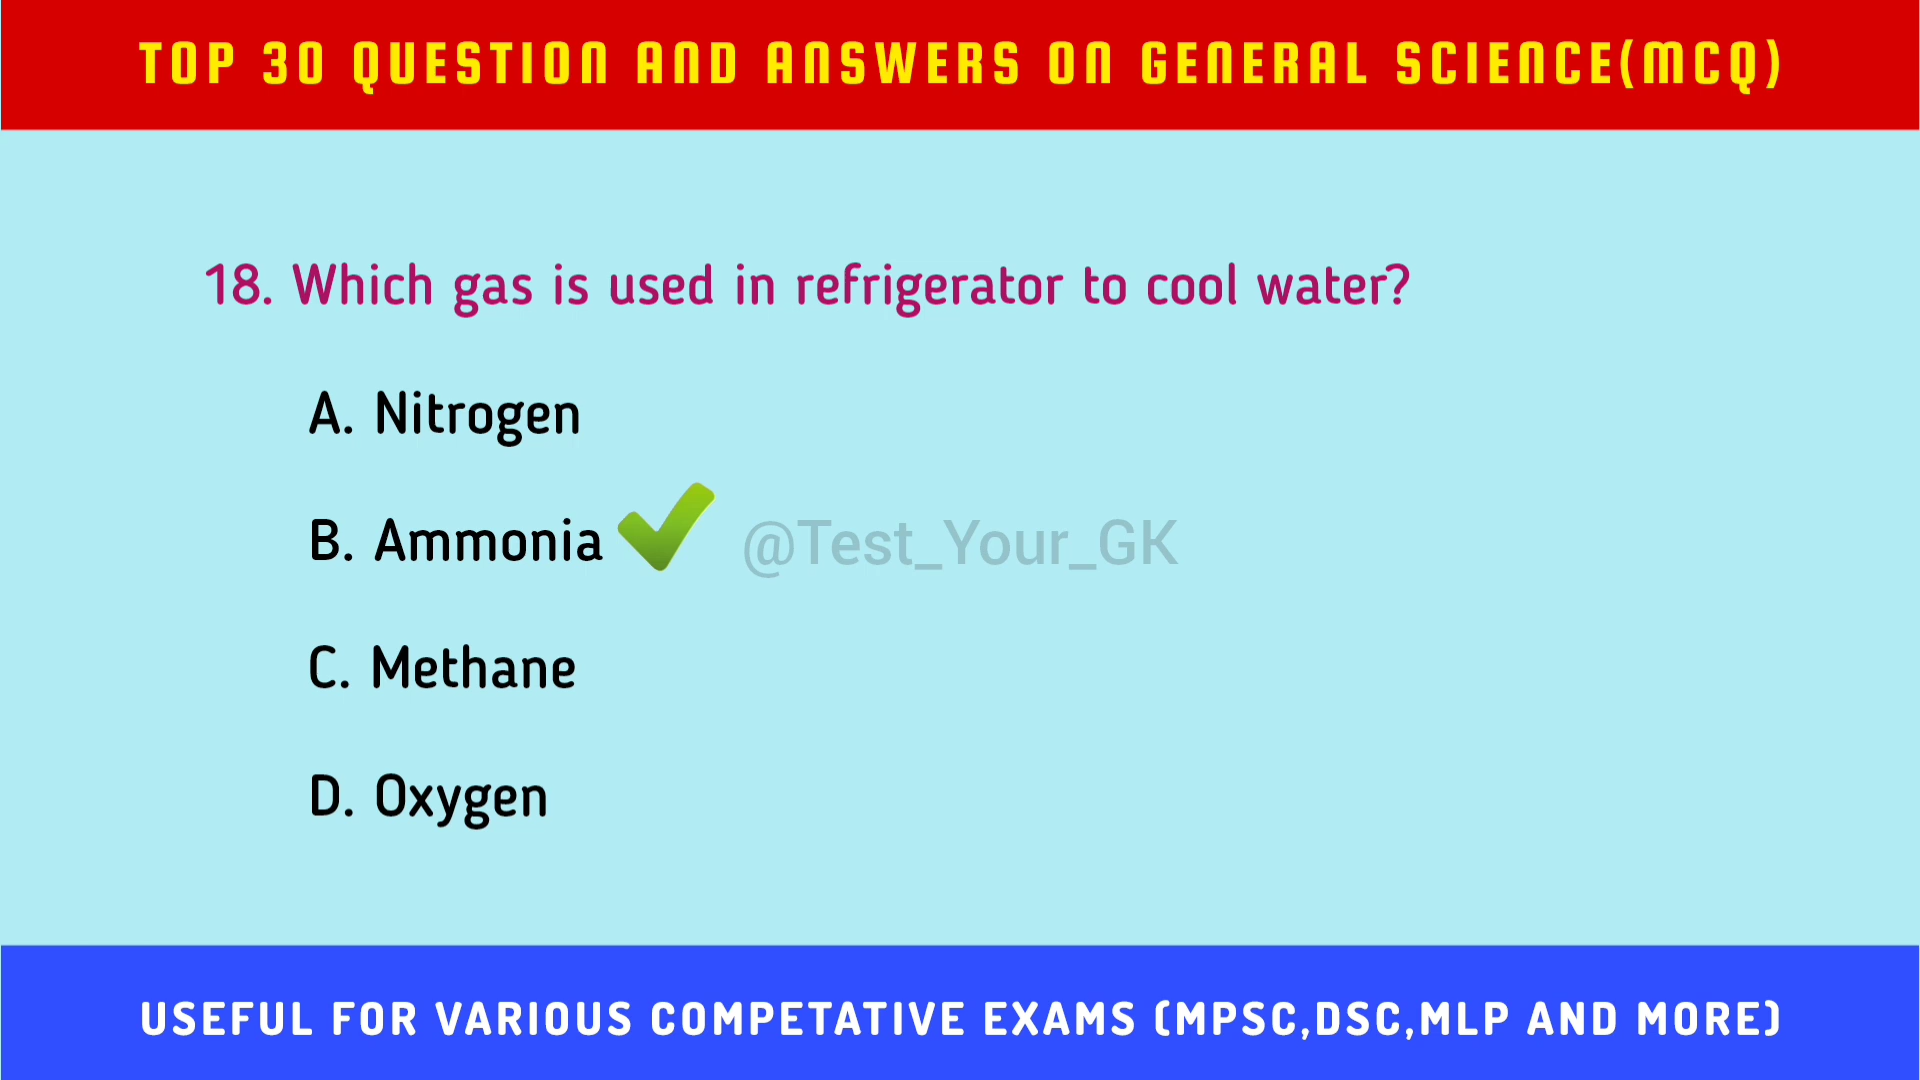 TOP 30 QUESTION AND ANSWERS ON GENERAL SCIENCE(MCQ)
18. Which gas is used in refrigerator to cool water?
A. Nitrogen
B. Ammonia
@Test_Your_GK
C. Methane
D. Oxygen
USEFUL FOR VARIOUS COMPETATIVE EXAMS (MPSC,DSC,MLP AND MORE)